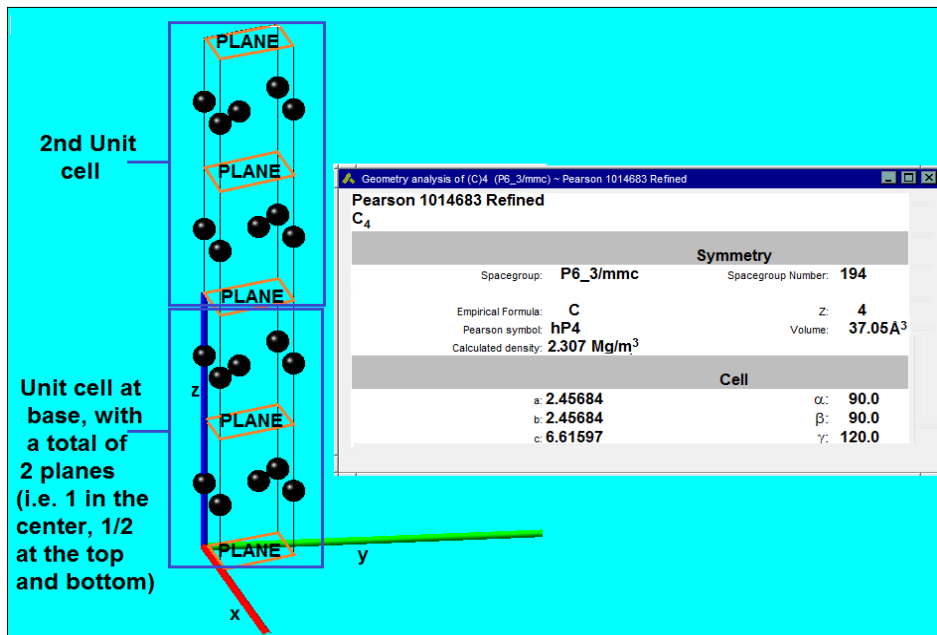 PLANE
2nd Unit
cell
PLANE
PLANE
z
Unit cell at
base, with
a total of
2 planes
(i.e. 1 in the
center, 1/2
at the top
and bottom)
PLANE
PLANE
y
x
Geometry analysis of (C)4 (P6_3/mmc) ~ Pearson 1014683 Refined
Pearson 1014683 Refined
C4
Symmetry
Spacegroup: P6_3/mmc Spacegroup Number: 194
Empirical Formula: C Z: 4
Pearson symbol: hP4 Volume: 37.05Å3
Calculated density: 2.307 Mg/m3
Cell
a: 2.45684 α: 90.0
b: 2.45684 β: 90.0
c: 6.61597 γ: 120.0